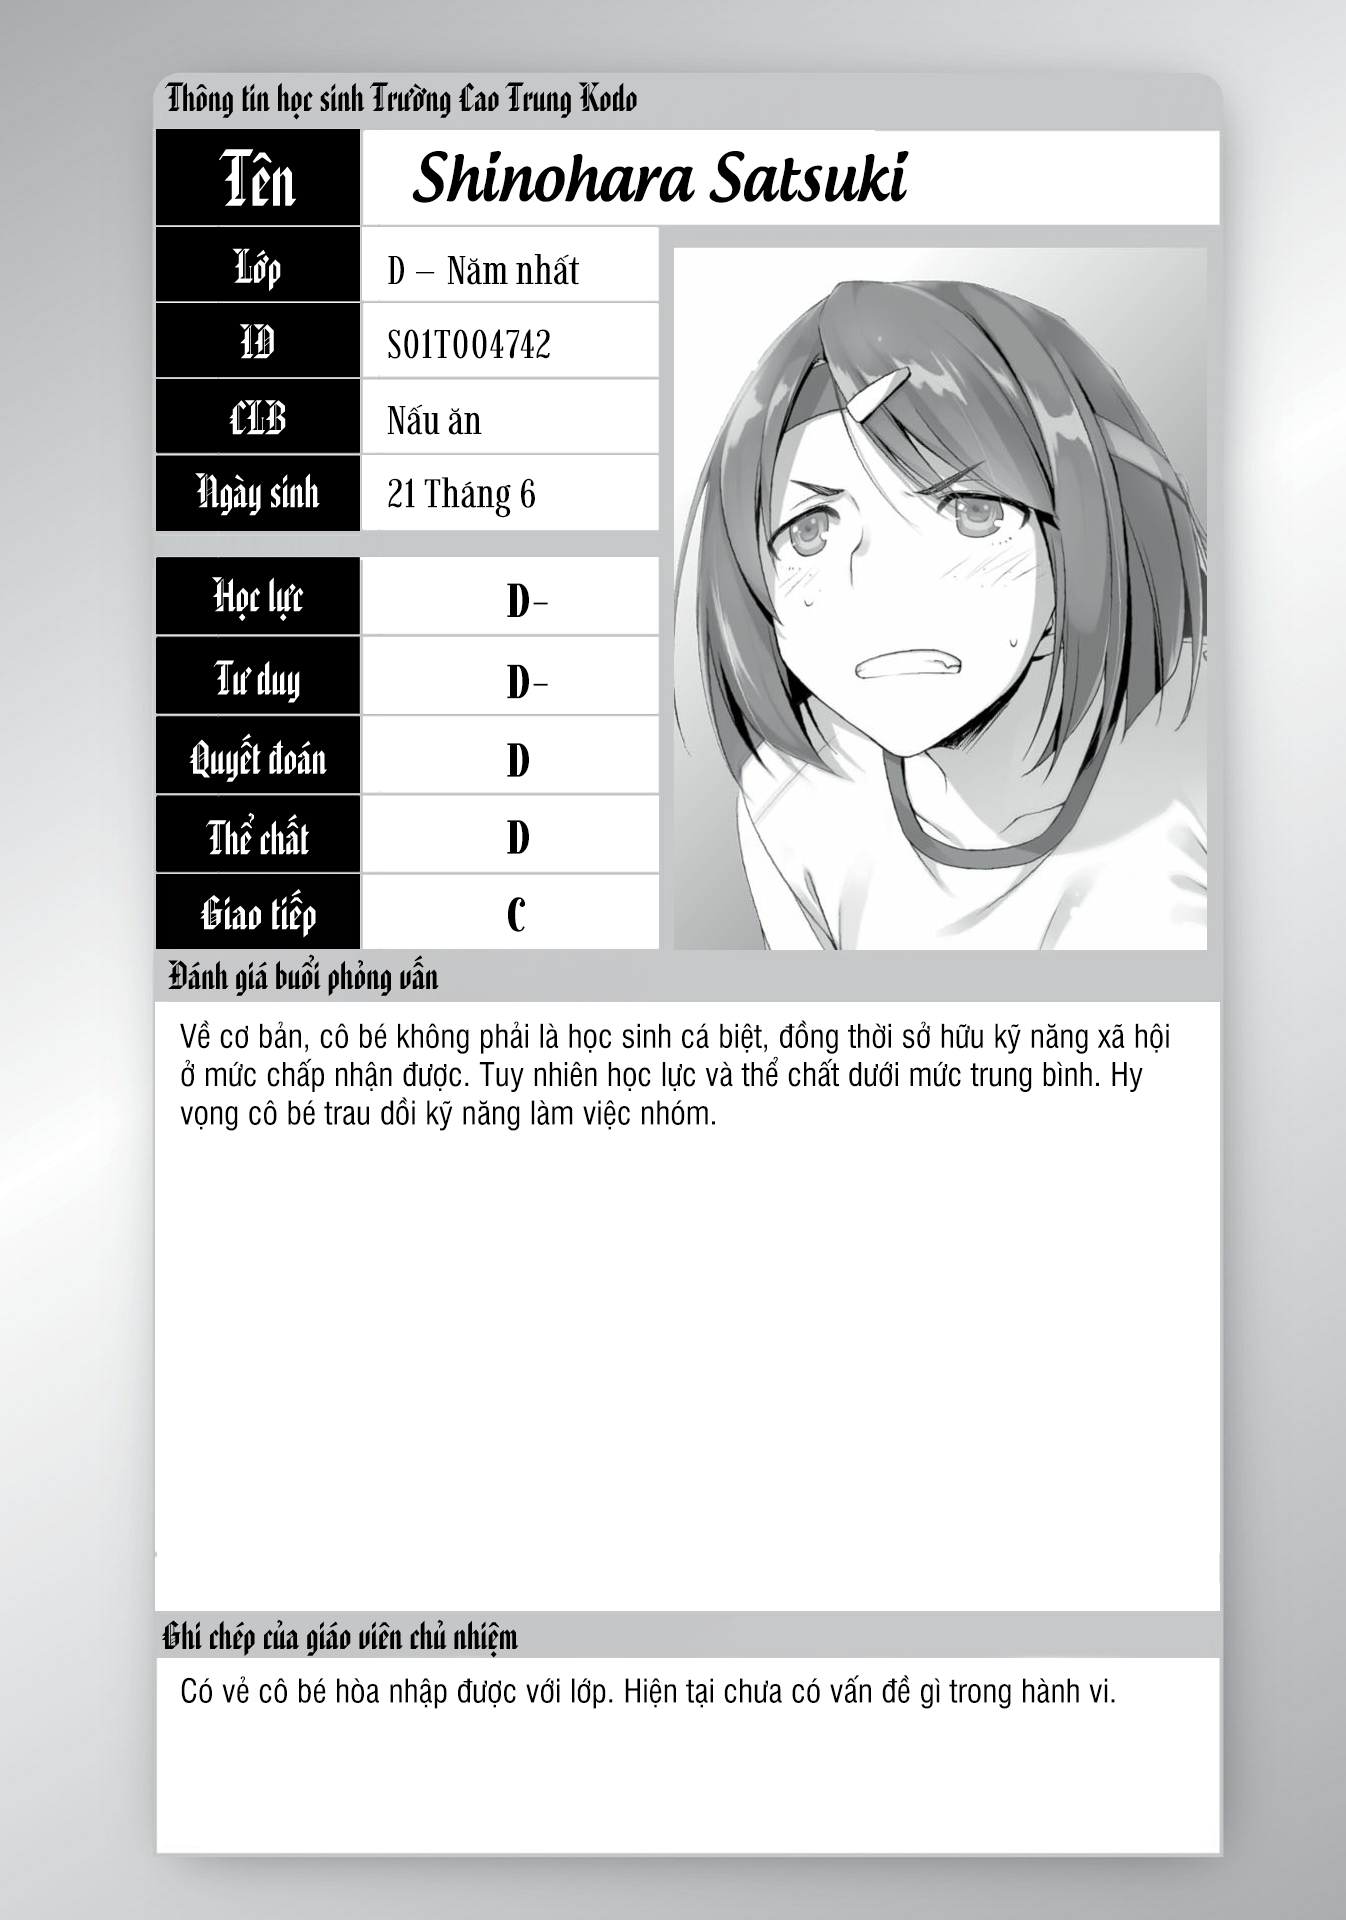 Thông tin học sinh Trường Cao Trung Kodo
Tên Shinohara Satsuki
Lớp D – Năm nhất
ID S01T004742
CLB Nấu ăn
Ngày sinh 21 Tháng 6
Học lực D-
Tư duy D-
Quyết đoán D
Thể chất D
Giao tiếp C
Đánh giá buổi phỏng vấn
Về cơ bản, cô bé không phải là học sinh cá biệt, đồng thời sở hữu kỹ năng xã hội
ở mức chấp nhận được. Tuy nhiên học lực và thể chất dưới mức trung bình. Hy
vọng cô bé trau dồi kỹ năng làm việc nhóm.
Ghi chép của giáo viên chủ nhiệm
Có vẻ cô bé hòa nhập được với lớp. Hiện tại chưa có vấn đề gì trong hành vi.